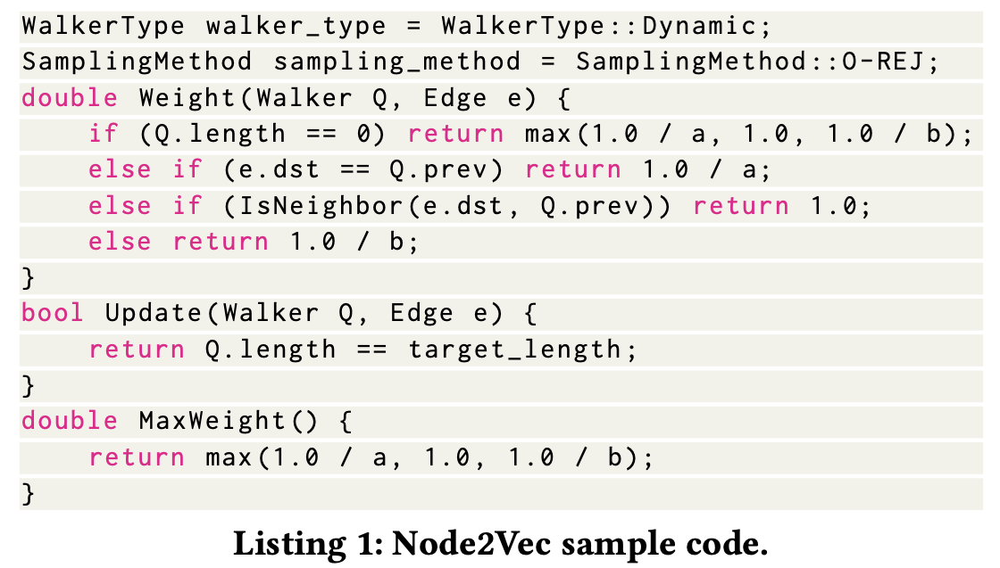 WalkerType walker_type = WalkerType::Dynamic;
SamplingMethod sampling_method = SamplingMethod::O-REJ;
double Weight(Walker Q, Edge e) {
    if (Q.length == 0) return max(1.0 / a, 1.0, 1.0 / b);
    else if (e.dst == Q.prev) return 1.0 / a;
    else if (IsNeighbor(e.dst, Q.prev)) return 1.0;
    else return 1.0 / b;
}
bool Update(Walker Q, Edge e) {
    return Q.length == target_length;
}
double MaxWeight() {
    return max(1.0 / a, 1.0, 1.0 / b);
}
Listing 1: Node2Vec sample code.